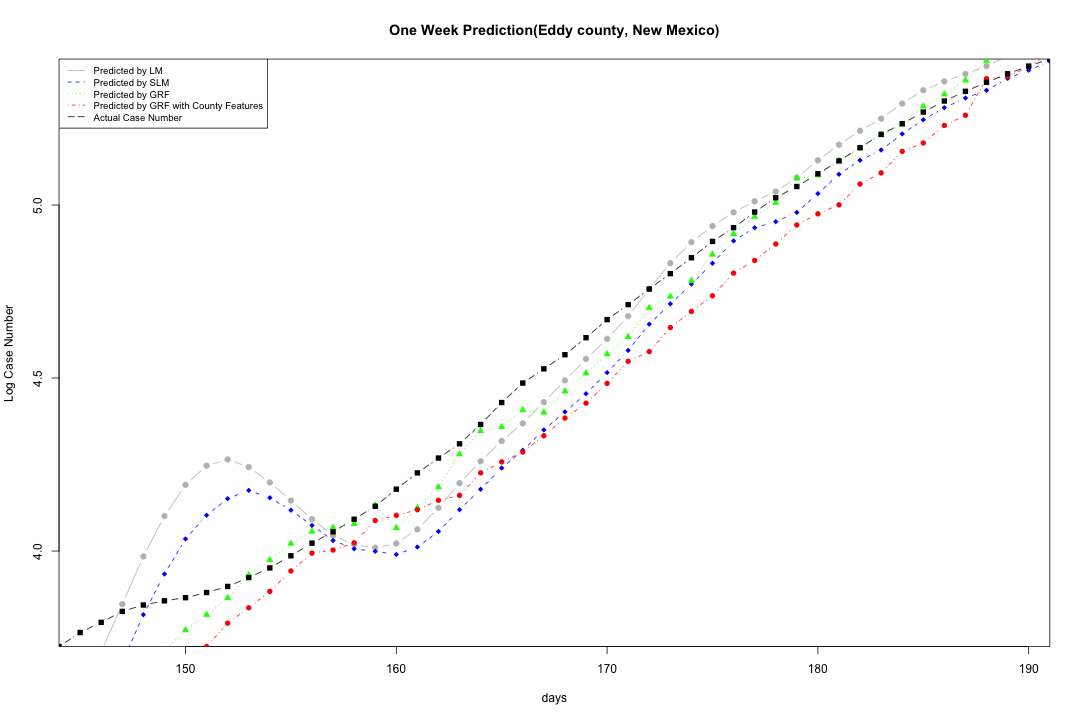 One Week Prediction(Eddy county, New Mexico)
Predicted by LM
Predicted by SLM
Predicted by GRF
Predicted by GRF with County Features
Actual Case Number
Log Case Number
5.0
4.5
4.0
150 160 170 180 190
days